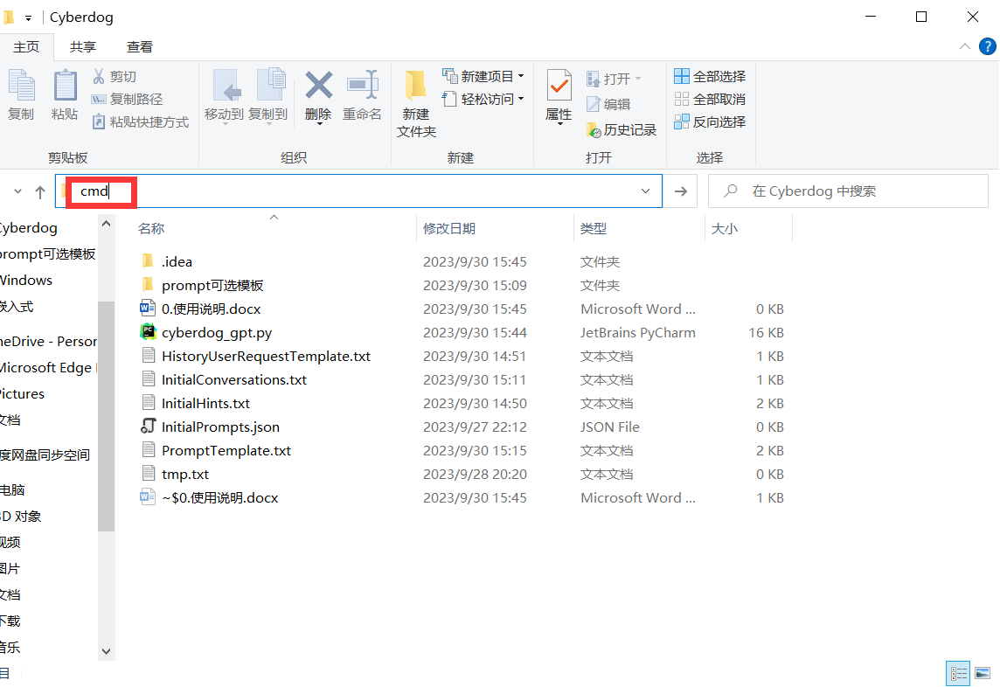 Cyberdog
主页 共享 查看
复制 粘贴 剪切 复制路径 粘贴快捷方式
剪贴板
移动到 复制到 删除 重命名
组织
新建文件夹 新建项目 轻松访问
新建
属性 打开 编辑 历史记录
打开
全部选择 全部取消 反向选择
选择
cmd
在 Cyberdog 中搜索
yberdog
prompt可选模板
Windows
嵌入式
neDrive - Person
Microsoft Edge
ictures
文档
度网盘同步空间
电脑
3D 对象
视频
图片
文档
下载
音乐
目
名称 修改日期 类型 大小
.idea 2023/9/30 15:45 文件夹
prompt可选模板 2023/9/30 15:09 文件夹
0.使用说明.docx 2023/9/30 15:45 Microsoft Word ... 0 KB
cyberdog_gpt.py 2023/9/30 15:44 JetBrains PyCharm 16 KB
HistoryUserRequestTemplate.txt 2023/9/30 14:51 文本文档 1 KB
InitialConversations.txt 2023/9/30 15:11 文本文档 1 KB
InitialHints.txt 2023/9/30 14:50 文本文档 2 KB
InitialPrompts.json 2023/9/27 22:12 JSON File 0 KB
PromptTemplate.txt 2023/9/30 15:15 文本文档 2 KB
tmp.txt 2023/9/28 20:20 文本文档 0 KB
~$0.使用说明.docx 2023/9/30 15:45 Microsoft Word ... 1 KB